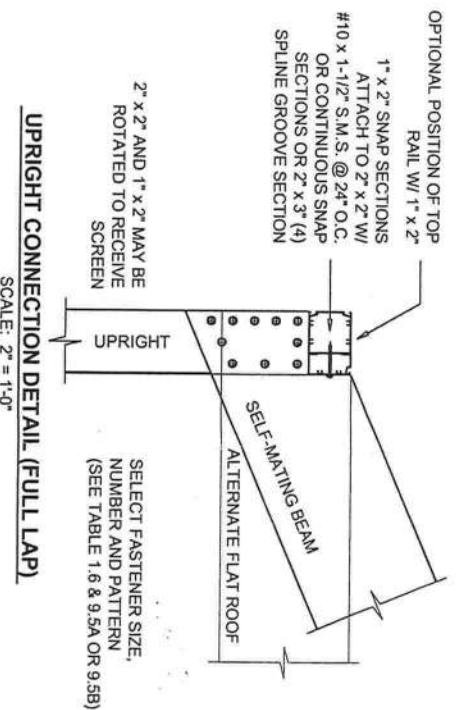 OPTIONAL POSITION OF TOP
RAIL W/ 1" x 2"
1" x 2" SNAP SECTIONS
ATTACH TO 2" x 2" W/
#10 x 1-1/2" S.M.S. @ 24" O.C.
OR CONTINUOUS SNAP
SECTIONS OR 2" x 3" (4)
SPLINE GROOVE SECTION
2" x 2" AND 1" x 2" MAY BE
ROTATED TO RECEIVE
SCREEN
UPRIGHT
SELF-MATING BEAM
ALTERNATE FLAT ROOF
SELECT FASTENER SIZE,
NUMBER AND PATTERN
(SEE TABLE 1.6 & 9.5A OR 9.5B)
UPRIGHT CONNECTION DETAIL (FULL LAP)
SCALE: 2" = 1'-0"